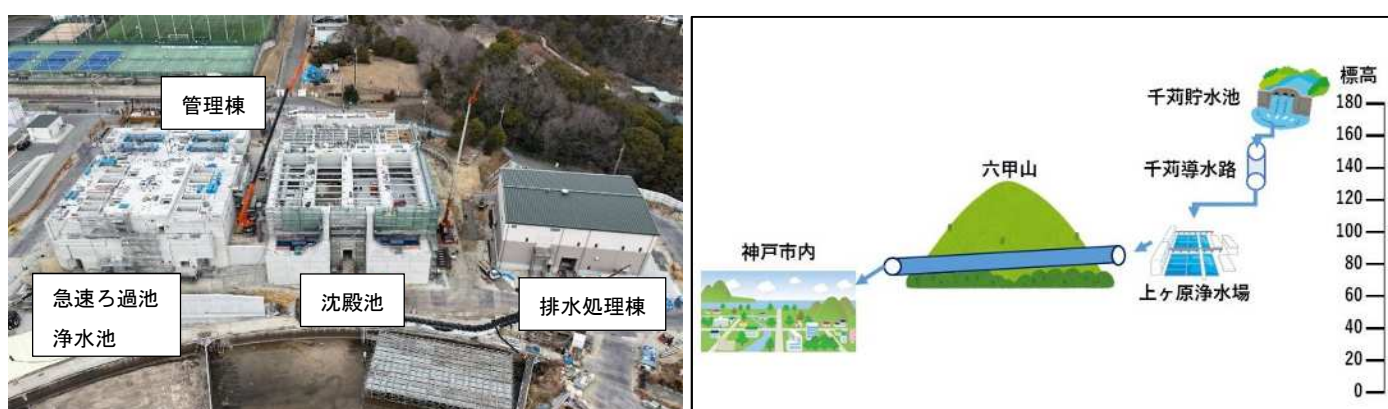 管理棟
急速ろ過池
浄水池
沈殿池
排水処理棟
標高
千苅貯水池
180
160
千苅導水路
140
六甲山
120
100
神戸市内
80
上ヶ原浄水場
60
40
20
0